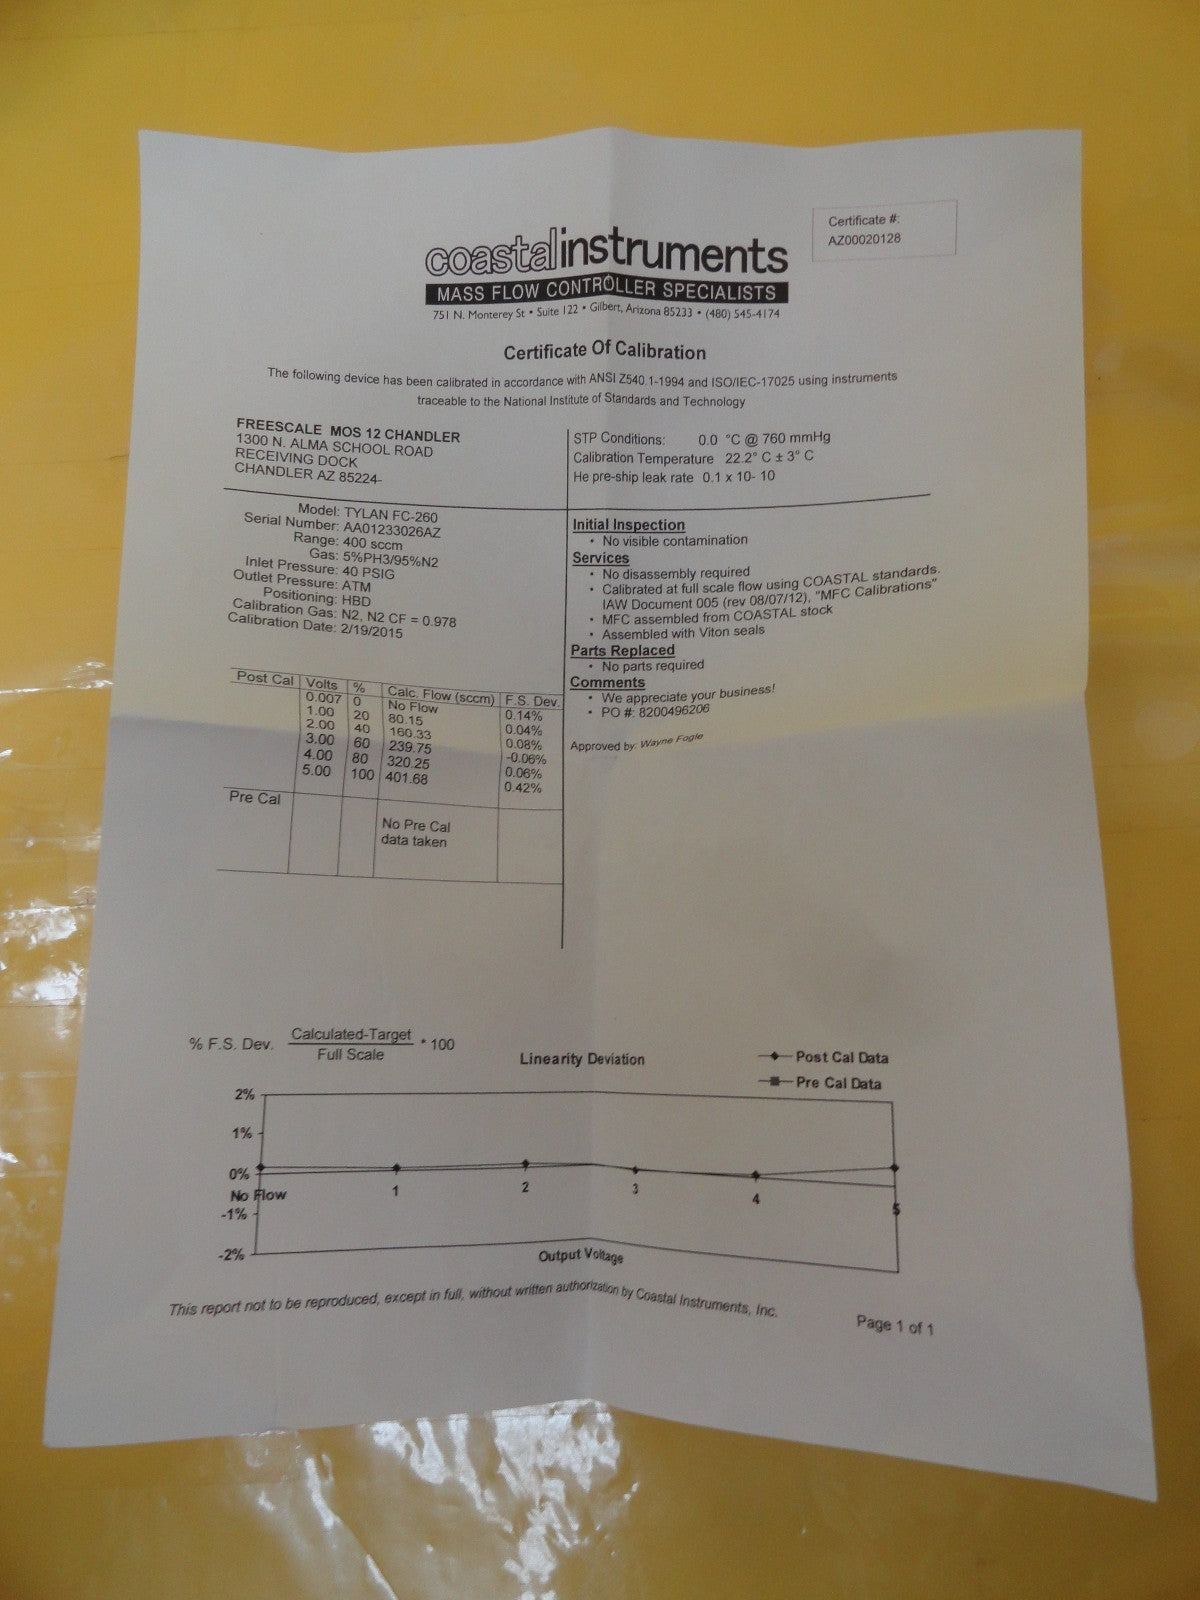 Certificate #:
AZ00020128
coastalinstruments
MASS FLOW CONTROLLER SPECIALISTS
751 N. Monterey St • Suite 122 • Gilbert, Arizona 85233 • (480) 545-4174
Certificate Of Calibration
The following device has been calibrated in accordance with ANSI Z540.1-1994 and ISO/IEC-17025 using instruments
traceable to the National Institute of Standards and Technology
FREESCALE MOS 12 CHANDLER
1300 N. ALMA SCHOOL ROAD
RECEIVING DOCK
CHANDLER AZ 85224-
STP Conditions: 0.0 °C @ 760 mmHg
Calibration Temperature 22.2° C ± 3° C
He pre-ship leak rate 0.1 x 10- 10
Model: TYLAN FC-260
Serial Number: AA01233026AZ
Range: 400 sccm
Gas: 5%PH3/95%N2
Inlet Pressure: 40 PSIG
Outlet Pressure: ATM
Positioning: HBD
Calibration Gas: N2, N2 CF = 0.978
Calibration Date: 2/19/2015
Initial Inspection
• No visible contamination
Services
• No disassembly required
• Calibrated at full scale flow using COASTAL standards.
IAW Document 005 (rev 08/07/12), "MFC Calibrations"
• MFC assembled from COASTAL stock
• Assembled with Viton seals
Parts Replaced
• No parts required
Comments
• We appreciate your business!
• PO #: 8200496206
Approved by: Wayne Fogle
Post Cal Volts % Calc. Flow (sccm) F.S. Dev.
0.007 0 No Flow 0.14%
1.00 20 80.15 0.04%
2.00 40 160.33 0.08%
3.00 60 239.75 -0.06%
4.00 80 320.25 0.06%
5.00 100 401.68 0.42%
Pre Cal
No Pre Cal
data taken
% F.S. Dev. Calculated-Target * 100
Full Scale
Linearity Deviation
Post Cal Data
Pre Cal Data
2%
1%
0%
No Flow 1 2 3 4 5
-1%
-2%
Output Voltage
This report not to be reproduced, except in full, without written authorization by Coastal Instruments, Inc.
Page 1 of 1